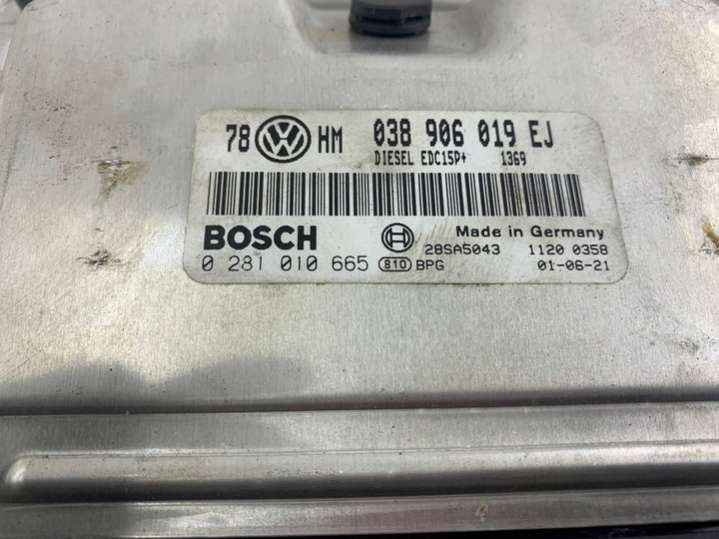 78 VW HM 038 906 019 EJ
DIESEL EDC15P+ 1369
BOSCH Made in Germany
28SA5043 1120 0358
0 281 010 665 810 BPG 01-06-21